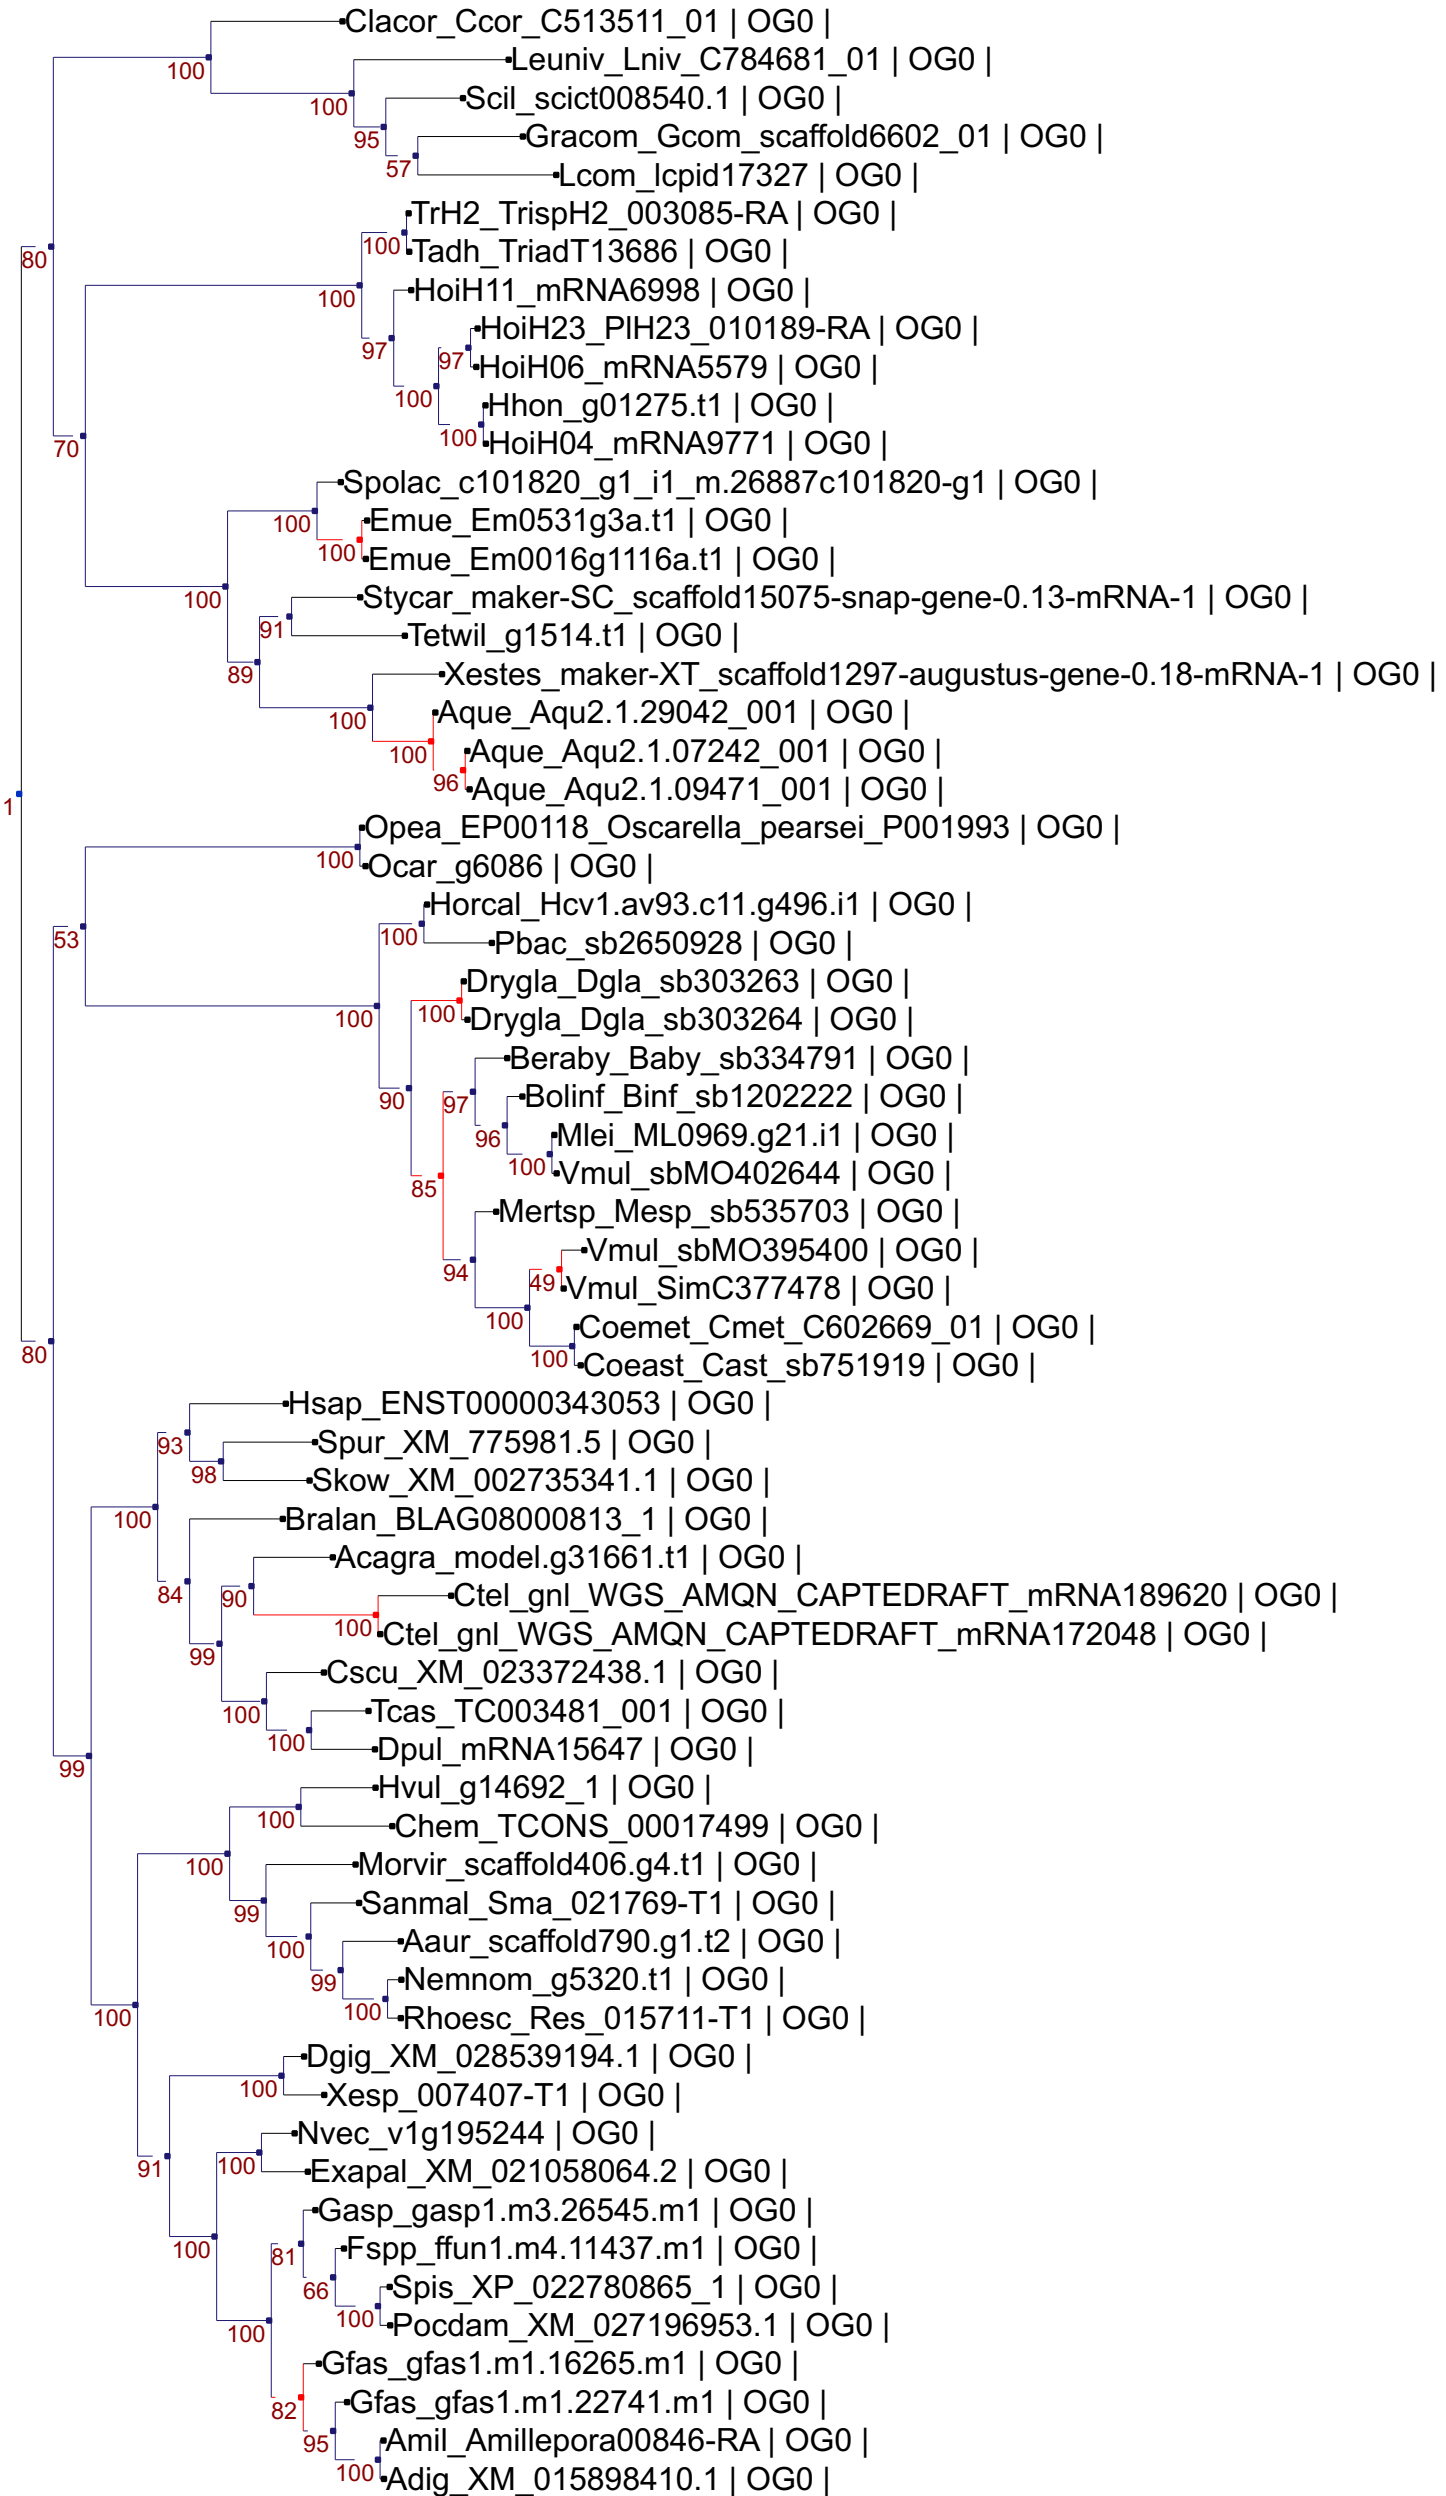 Clacor_Ccor_C513511_01 | OG0 |
Leuniv_Lniv_C784681_01 | OG0 |
100
Scil_scict008540.1 | OG0 |
100
Gracom_Gcom_scaffold6602_01 | OG0 |
95
57
Lcom_lcpid17327 | OG0 |
TrH2_TrispH2_003085-RA | OG0 |
100
Tadh_TriadT13686 | OG0 |
80
HoiH11_mRNA6998 | OG0 |
100
HoiH23_PlH23_010189-RA | OG0 |
97
97
HoiH06_mRNA5579 | OG0 |
100
Hhon_g01275.t1 | OG0 |
100
HoiH04_mRNA9771 | OG0 |
70
Spolac_c101820_g1_i1_m.26887c101820-g1 | OG0 |
100
Emue_Em0531g3a.t1 | OG0 |
100
Emue_Em0016g1116a.t1 | OG0 |
100
Stycar_maker-SC_scaffold15075-snap-gene-0.13-mRNA-1 | OG0 |
91
Tetwil_g1514.t1 | OG0 |
89
Xestes_maker-XT_scaffold1297-augustus-gene-0.18-mRNA-1 | OG0 |
100
Aque_Aqu2.1.29042_001 | OG0 |
100
Aque_Aqu2.1.07242_001 | OG0 |
96
Aque_Aqu2.1.09471_001 | OG0 |
1
Opea_EP00118_Oscarella_pearsei_P001993 | OG0 |
100
Ocar_g6086 | OG0 |
Horcal_Hcv1.av93.c11.g496.i1 | OG0 |
53
100
Pbac_sb2650928 | OG0 |
Drygla_Dgla_sb303263 | OG0 |
100
100
Drygla_Dgla_sb303264 | OG0 |
Beraby_Baby_sb334791 | OG0 |
90
97
Bolinf_Binf_sb1202222 | OG0 |
96
Mlei_ML0969.g21.i1 | OG0 |
100
Vmul_sbMO402644 | OG0 |
85
Mertsp_Mesp_sb535703 | OG0 |
Vmul_sbMO395400 | OG0 |
94
49
Vmul_SimC377478 | OG0 |
100
Coemet_Cmet_C602669_01 | OG0 |
80
100
Coeast_Cast_sb751919 | OG0 |
Hsap_ENST00000343053 | OG0 |
93
Spur_XM_775981.5 | OG0 |
98
Skow_XM_002735341.1 | OG0 |
100
Bralan_BLAG08000813_1 | OG0 |
Acagra_model.g31661.t1 | OG0 |
84
90
Ctel_gnl_WGS_AMQN_CAPTEDRAFT_mRNA189620 | OG0 |
100
Ctel_gnl_WGS_AMQN_CAPTEDRAFT_mRNA172048 | OG0 |
99
Cscu_XM_023372438.1 | OG0 |
100
Tcas_TC003481_001 | OG0 |
100
Dpul_mRNA15647 | OG0 |
99
Hvul_g14692_1 | OG0 |
100
Chem_TCONS_00017499 | OG0 |
100
Morvir_scaffold406.g4.t1 | OG0 |
99
Sanmal_Sma_021769-T1 | OG0 |
100
Aaur_scaffold790.g1.t2 | OG0 |
99
Nemnom_g5320.t1 | OG0 |
100
Rhoesc_Res_015711-T1 | OG0 |
100
Dgig_XM_028539194.1 | OG0 |
100
Xesp_007407-T1 | OG0 |
Nvec_v1g195244 | OG0 |
91
100
Exapal_XM_021058064.2 | OG0 |
Gasp_gasp1.m3.26545.m1 | OG0 |
100
81
Fspp_ffun1.m4.11437.m1 | OG0 |
66
Spis_XP_022780865_1 | OG0 |
100
Pocdam_XM_027196953.1 | OG0 |
100
Gfas_gfas1.m1.16265.m1 | OG0 |
82
Gfas_gfas1.m1.22741.m1 | OG0 |
95
Amil_Amillepora00846-RA | OG0 |
100
Adig_XM_015898410.1 | OG0 |